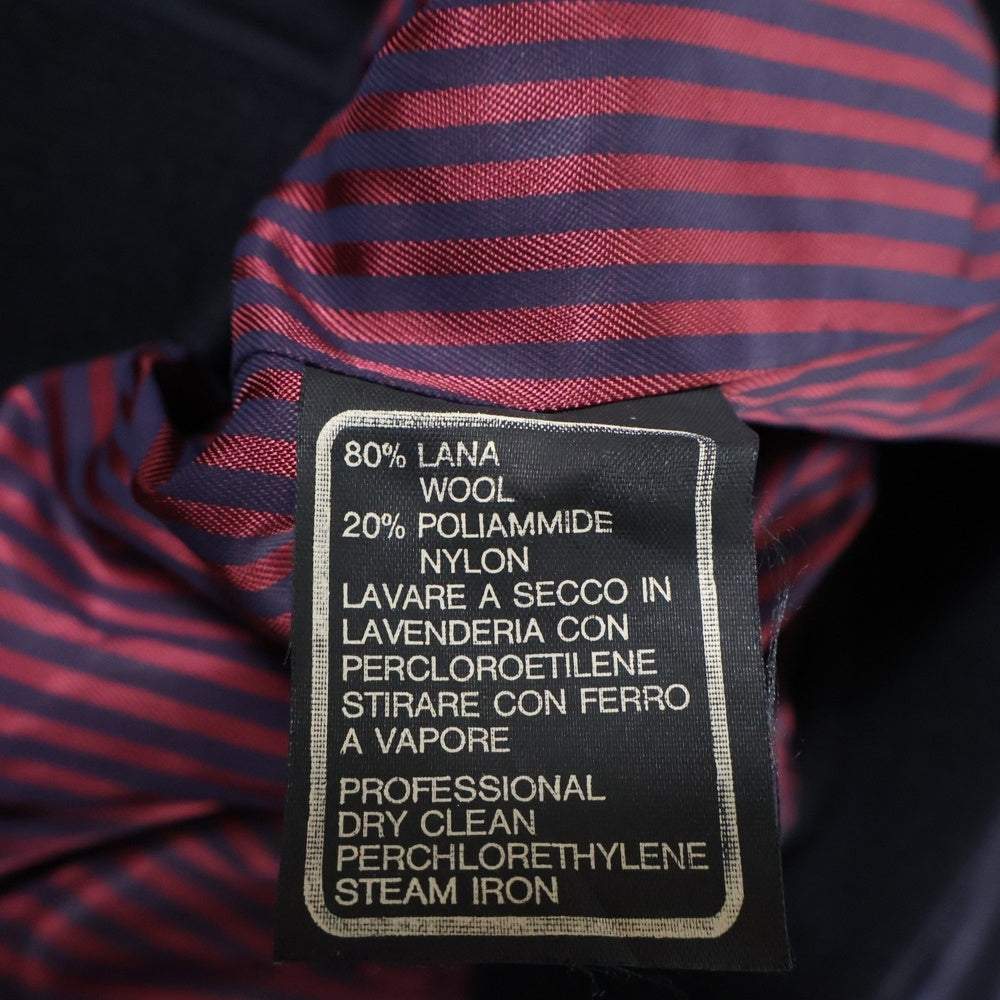 80% LANA
WOOL
20% POLIAMMIDE
NYLON
LAVARE A SECCO IN
LAVENDERIA CON
PERCLOROETILENE
STIRARE CON FERRO
A VAPORE
PROFESSIONAL
DRY CLEAN
PERCHLORETHYLENE
STEAM IRON